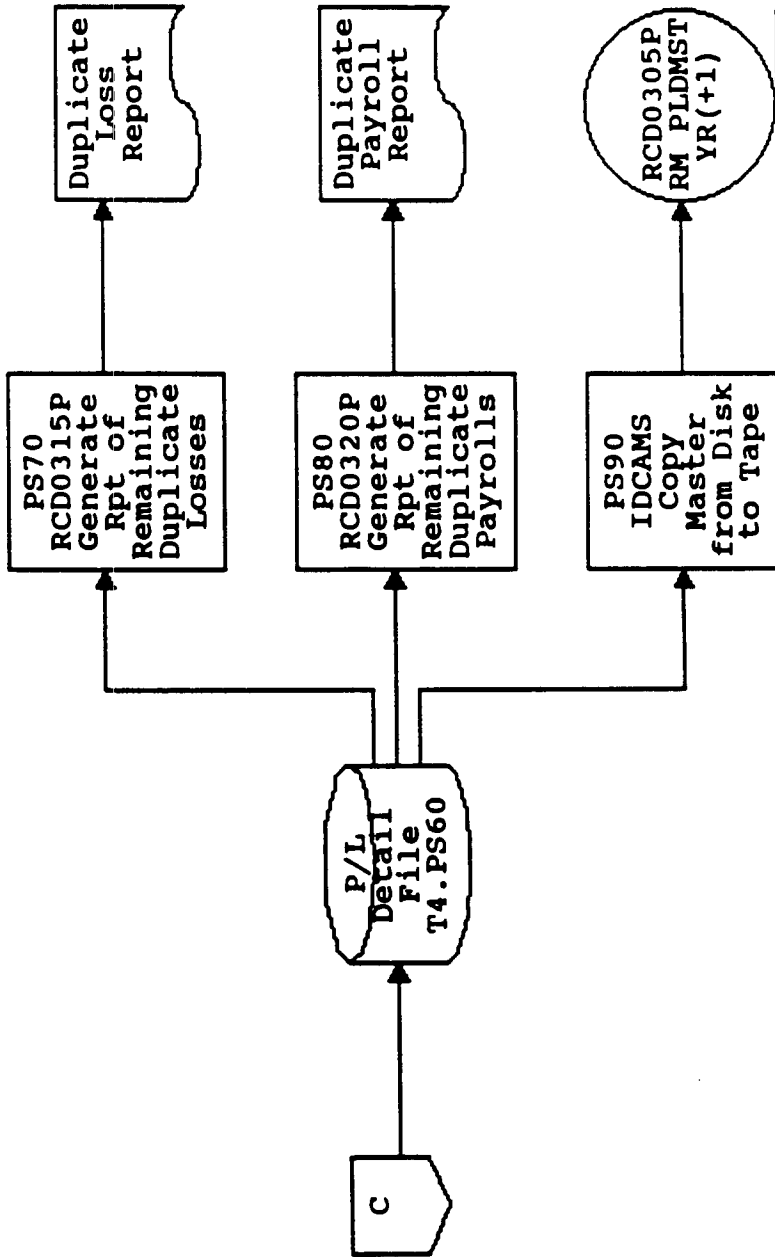 C
P/L
Detail
File
T4.PS60
PS70
RCD0315P
Generate
Rpt of
Remaining
Duplicate
Losses
Duplicate
Loss
Report
PS80
RCD0320P
Generate
Rpt of
Remaining
Duplicate
Payrolls
Duplicate
Payroll
Report
PS90
IDCAMS
Copy
Master
from Disk
to Tape
RCD0305P
RM PLDMST
YR(+1)